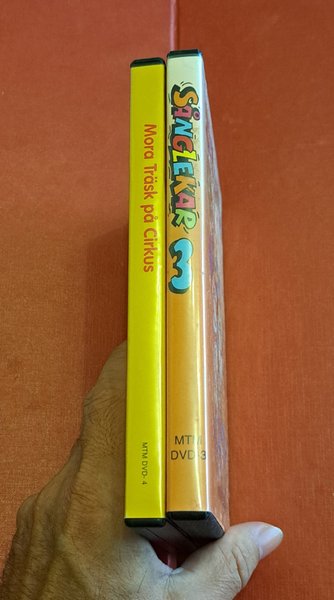 Mora Träsk på Cirkus
MTM DVD- 4
SÅNGLEKAR 3
MTM
DVD-3